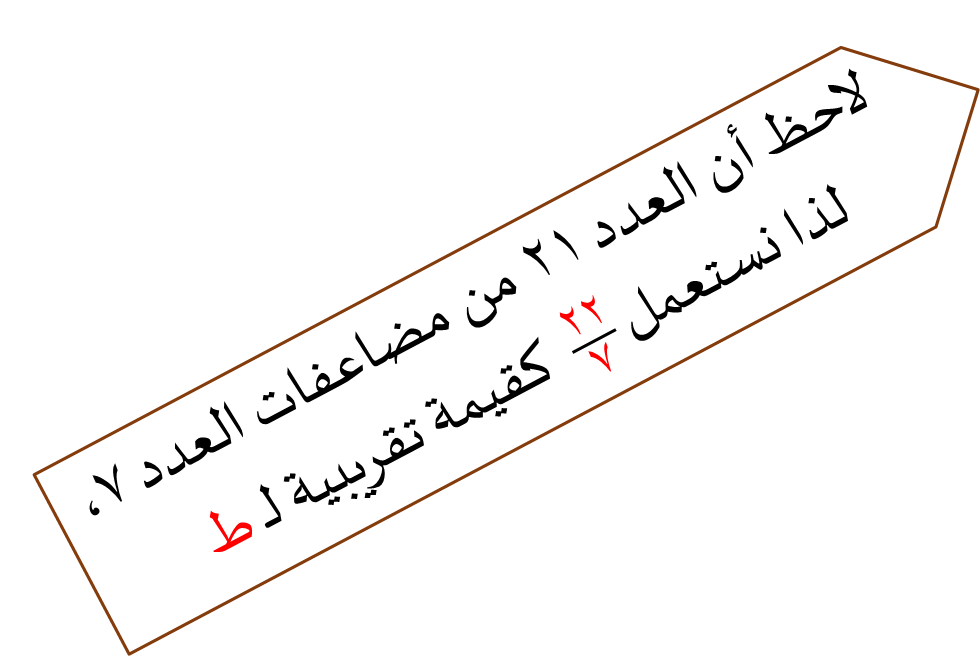 لاحظ أن العدد ٢١ من مضاعفات العدد ٧،
لذا نستعمل ٢٢/٧ كقيمة تقريبية لـ ط